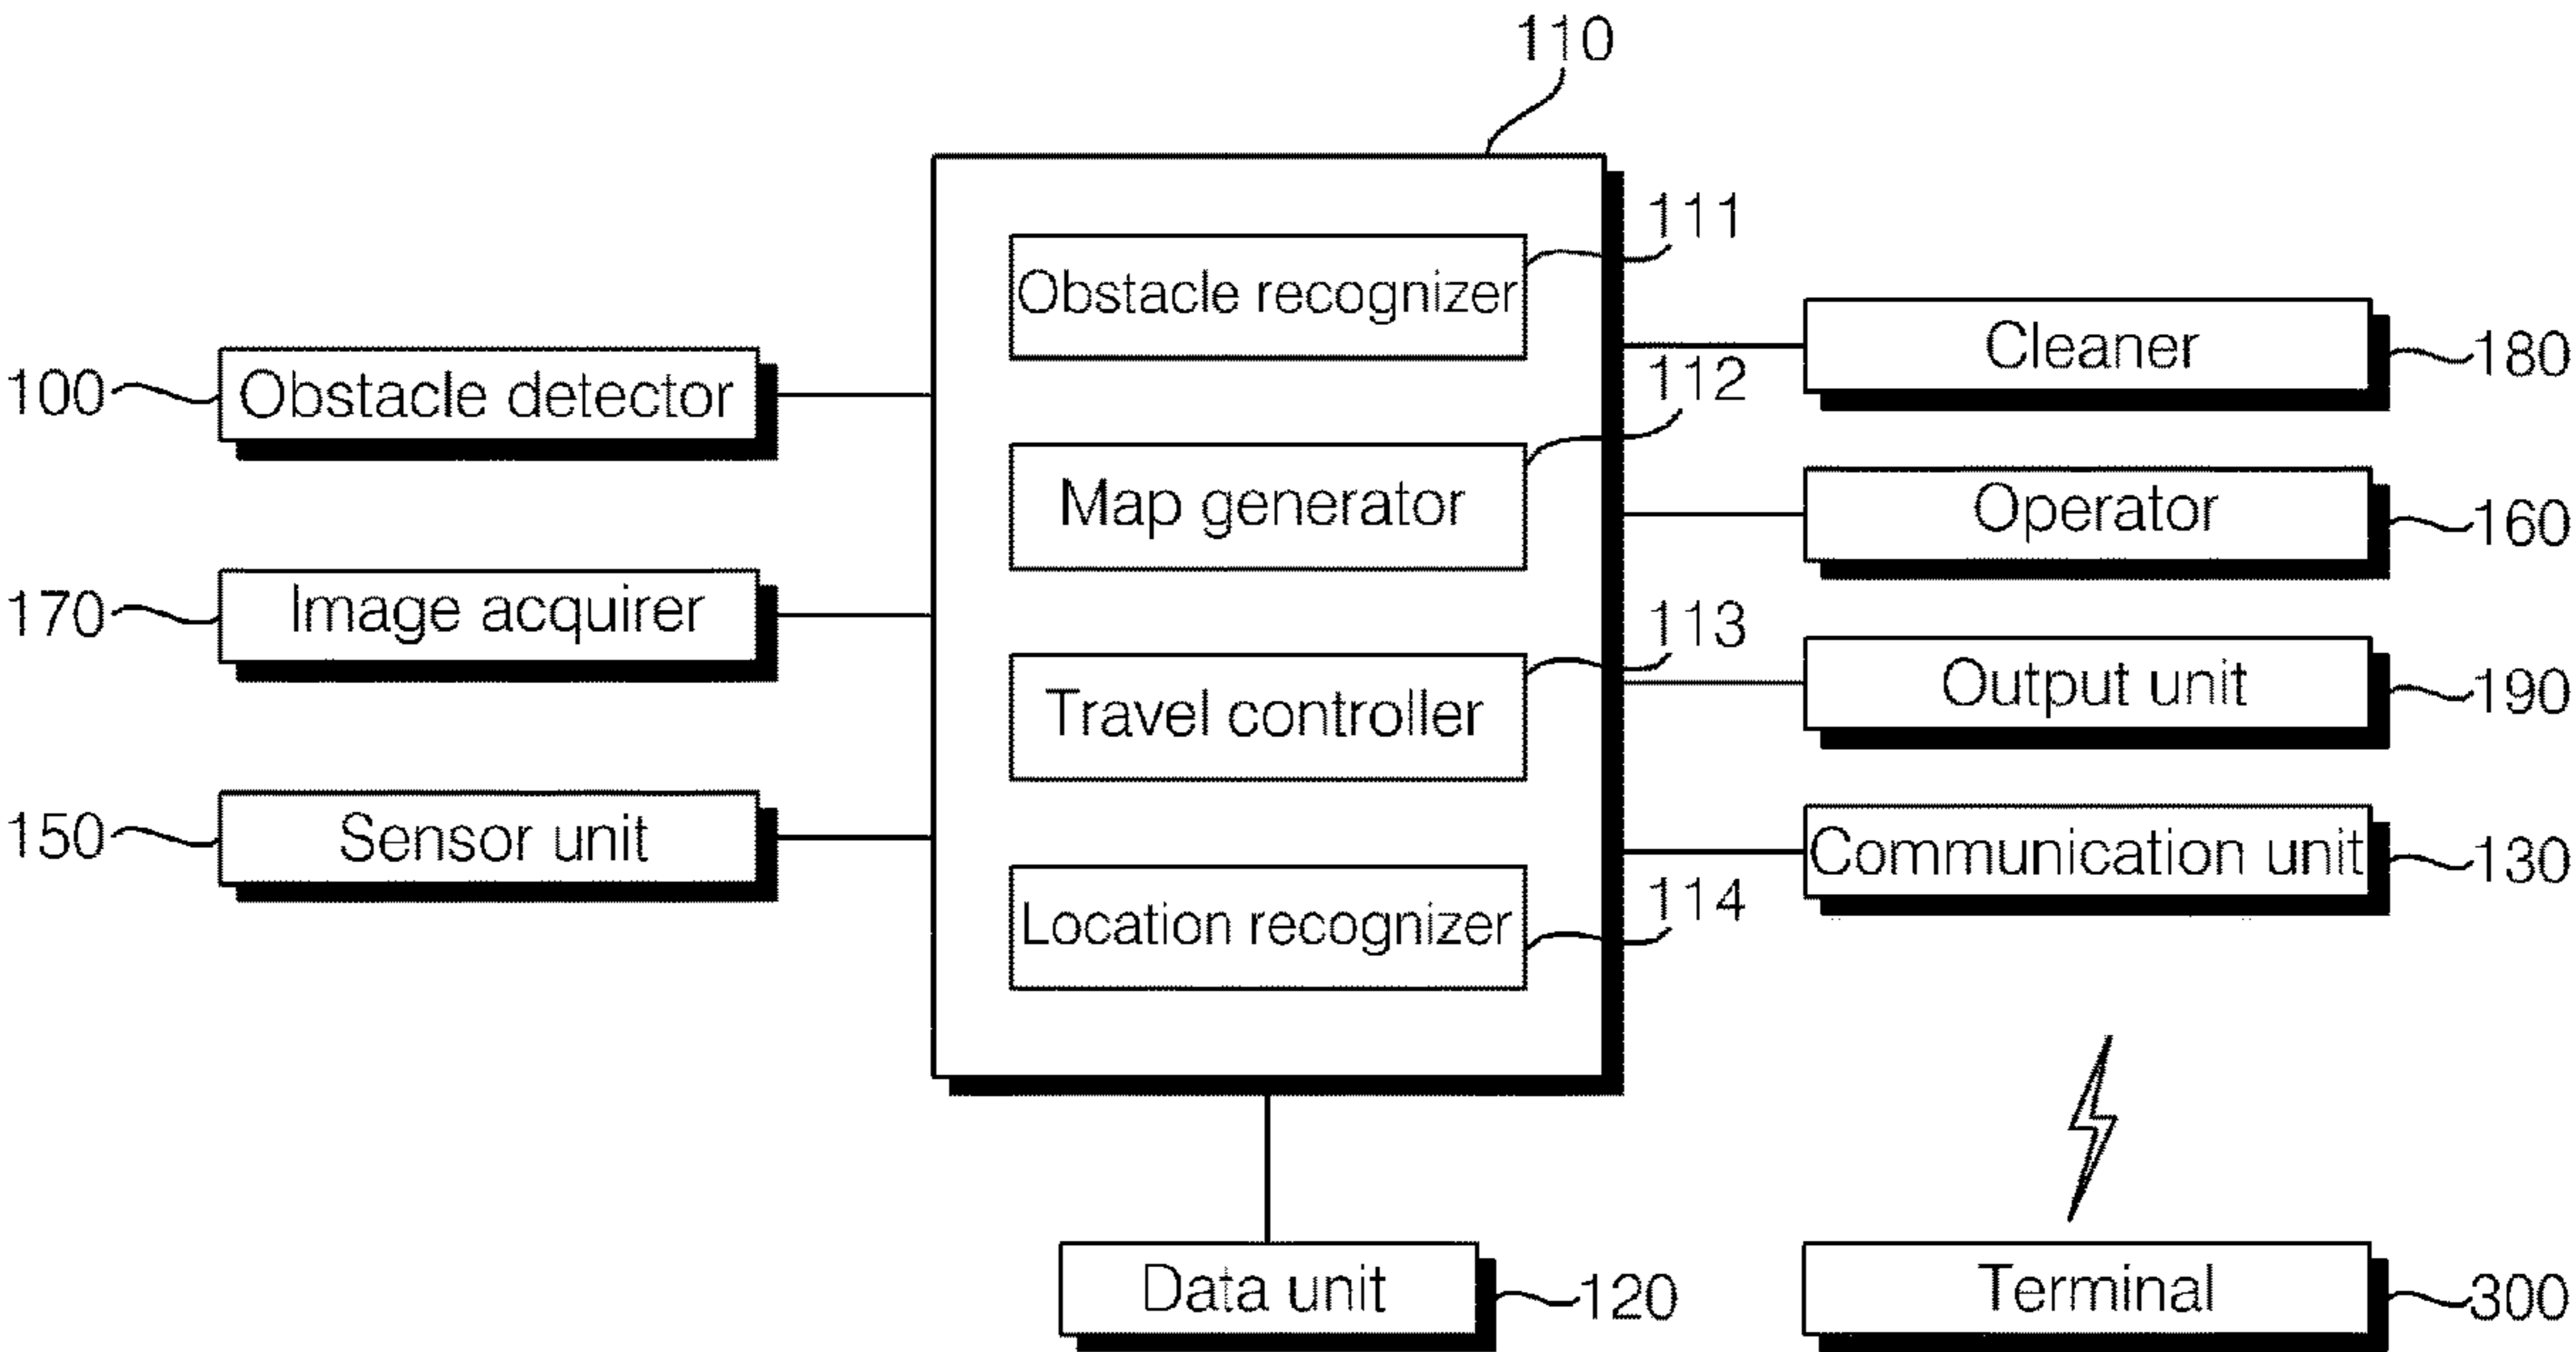 110
111
Obstacle recognizer
Cleaner
180
112
100
Obstacle detector
Map generator
Operator
160
170
Image acquirer
113
Travel controller
Output unit
190
150
Sensor unit
Communication unit
130
114
Location recognizer
Data unit
120
Terminal
300